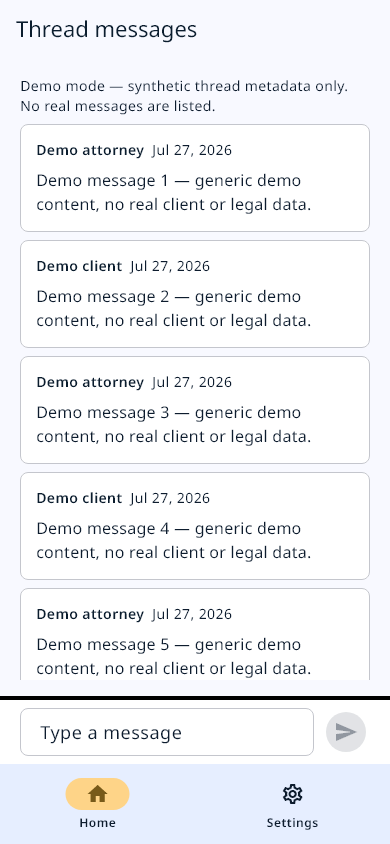 Thread messages
Demo mode — synthetic thread metadata only.
No real messages are listed.
Demo attorney Jul 27, 2026
Demo message 1 — generic demo
content, no real client or legal data.
Demo client Jul 27, 2026
Demo message 2 — generic demo
content, no real client or legal data.
Demo attorney Jul 27, 2026
Demo message 3 — generic demo
content, no real client or legal data.
Demo client Jul 27, 2026
Demo message 4 — generic demo
content, no real client or legal data.
Demo attorney Jul 27, 2026
Demo message 5 — generic demo
content, no real client or legal data.
Type a message
Home
Settings